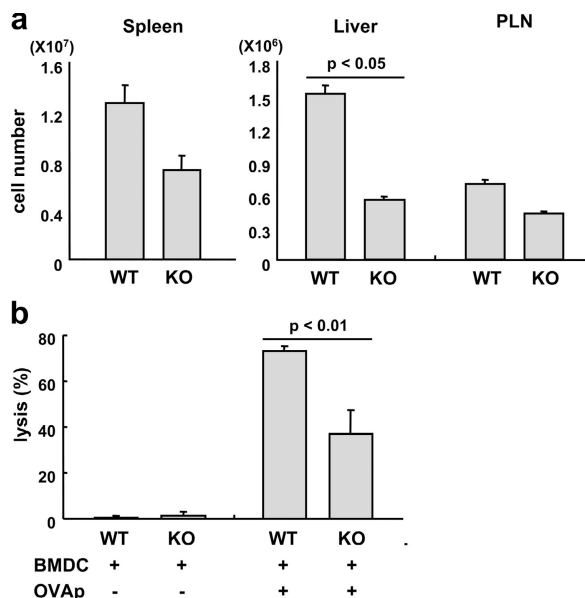 a
Spleen Liver PLN
(X10⁷) (X10⁶)
cell number
1.6
1.2
0.8
0.4
0
1.8
p < 0.05
1.5
1.2
0.9
0.6
0.3
0
WT KO WT KO WT KO
b
80
p < 0.01
60
40
20
0
lysis (%)
WT KO WT KO
BMDC + + + +
OVAp - - + +